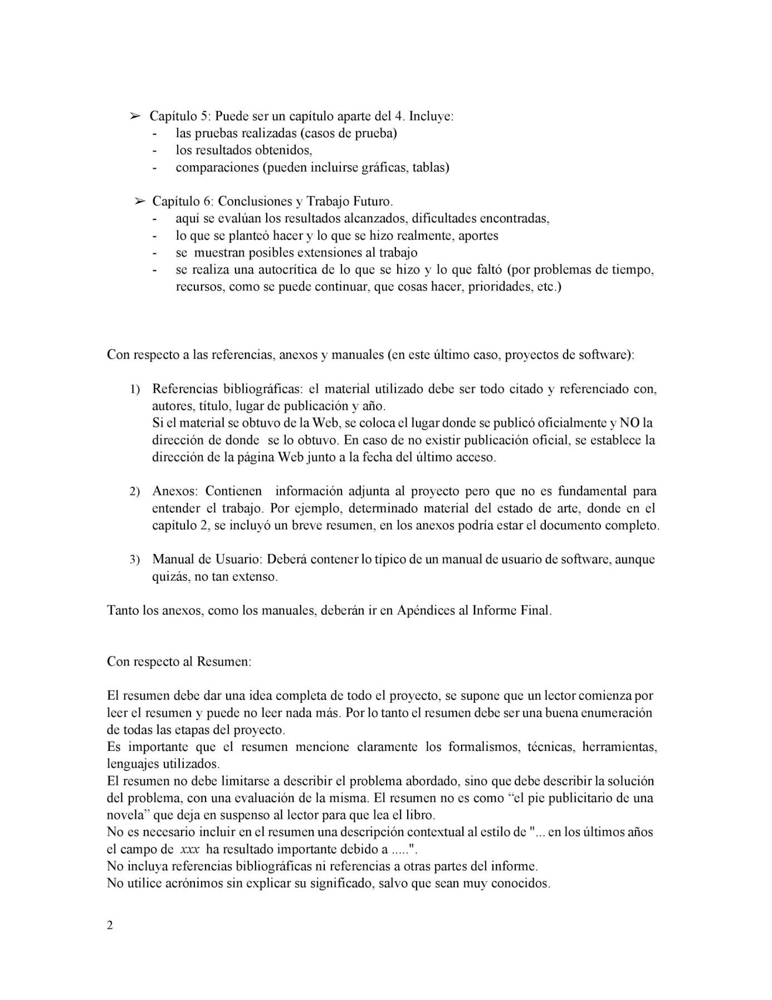 ➢ Capítulo 5: Puede ser un capítulo aparte del 4. Incluye:
- las pruebas realizadas (casos de prueba)
- los resultados obtenidos,
- comparaciones (pueden incluirse gráficas, tablas)
➢ Capítulo 6: Conclusiones y Trabajo Futuro.
- aquí se evalúan los resultados alcanzados, dificultades encontradas,
- lo que se planteó hacer y lo que se hizo realmente, aportes
- se muestran posibles extensiones al trabajo
- se realiza una autocrítica de lo que se hizo y lo que faltó (por problemas de tiempo,
recursos, como se puede continuar, que cosas hacer, prioridades, etc.)
Con respecto a las referencias, anexos y manuales (en este último caso, proyectos de software):
1) Referencias bibliográficas: el material utilizado debe ser todo citado y referenciado con,
autores, título, lugar de publicación y año.
Si el material se obtuvo de la Web, se coloca el lugar donde se publicó oficialmente y NO la
dirección de donde se lo obtuvo. En caso de no existir publicación oficial, se establece la
dirección de la página Web junto a la fecha del último acceso.
2) Anexos: Contienen información adjunta al proyecto pero que no es fundamental para
entender el trabajo. Por ejemplo, determinado material del estado de arte, donde en el
capítulo 2, se incluyó un breve resumen, en los anexos podría estar el documento completo.
3) Manual de Usuario: Deberá contener lo típico de un manual de usuario de software, aunque
quizás, no tan extenso.
Tanto los anexos, como los manuales, deberán ir en Apéndices al Informe Final.
Con respecto al Resumen:
El resumen debe dar una idea completa de todo el proyecto, se supone que un lector comienza por
leer el resumen y puede no leer nada más. Por lo tanto el resumen debe ser una buena enumeración
de todas las etapas del proyecto.
Es importante que el resumen mencione claramente los formalismos, técnicas, herramientas,
lenguajes utilizados.
El resumen no debe limitarse a describir el problema abordado, sino que debe describir la solución
del problema, con una evaluación de la misma. El resumen no es como “el pie publicitario de una
novela” que deja en suspenso al lector para que lea el libro.
No es necesario incluir en el resumen una descripción contextual al estilo de "... en los últimos años
el campo de xxx ha resultado importante debido a .....".
No incluya referencias bibliográficas ni referencias a otras partes del informe.
No utilice acrónimos sin explicar su significado, salvo que sean muy conocidos.
2